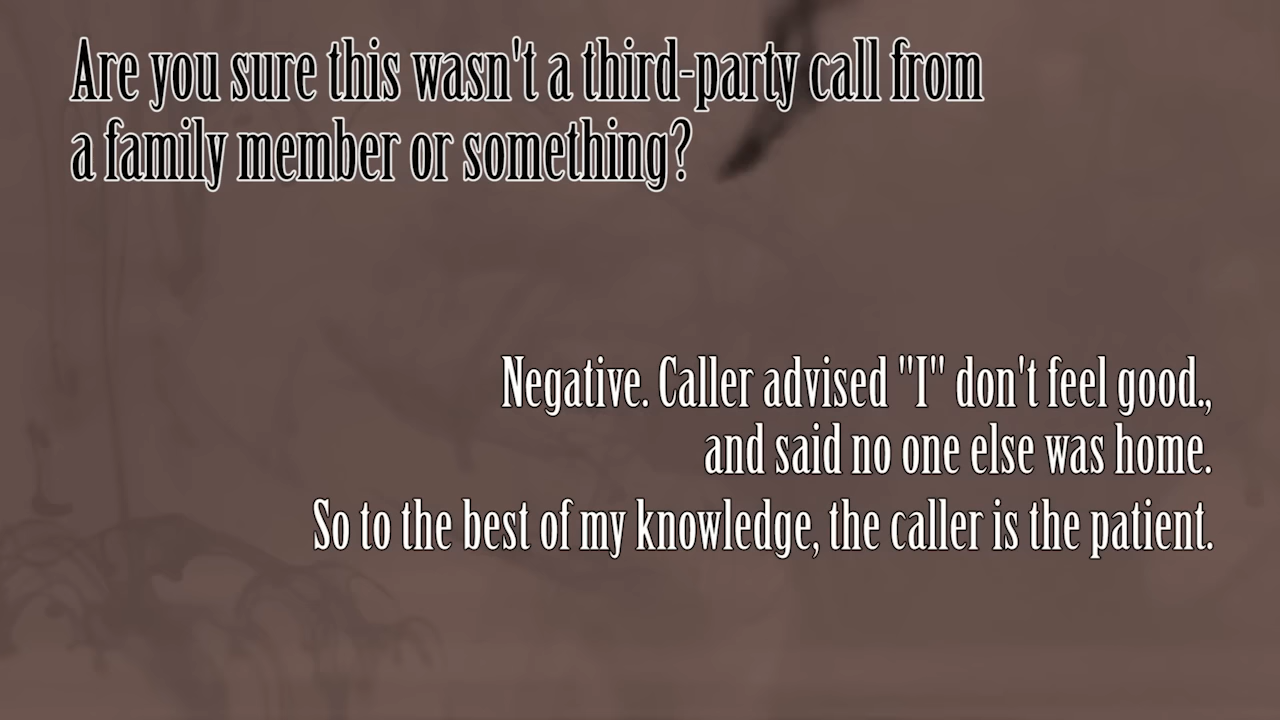 Are you sure this wasn't a third-party call from
a family member or something?
Negative. Caller advised "I" don't feel good.,
and said no one else was home.
So to the best of my knowledge, the caller is the patient.